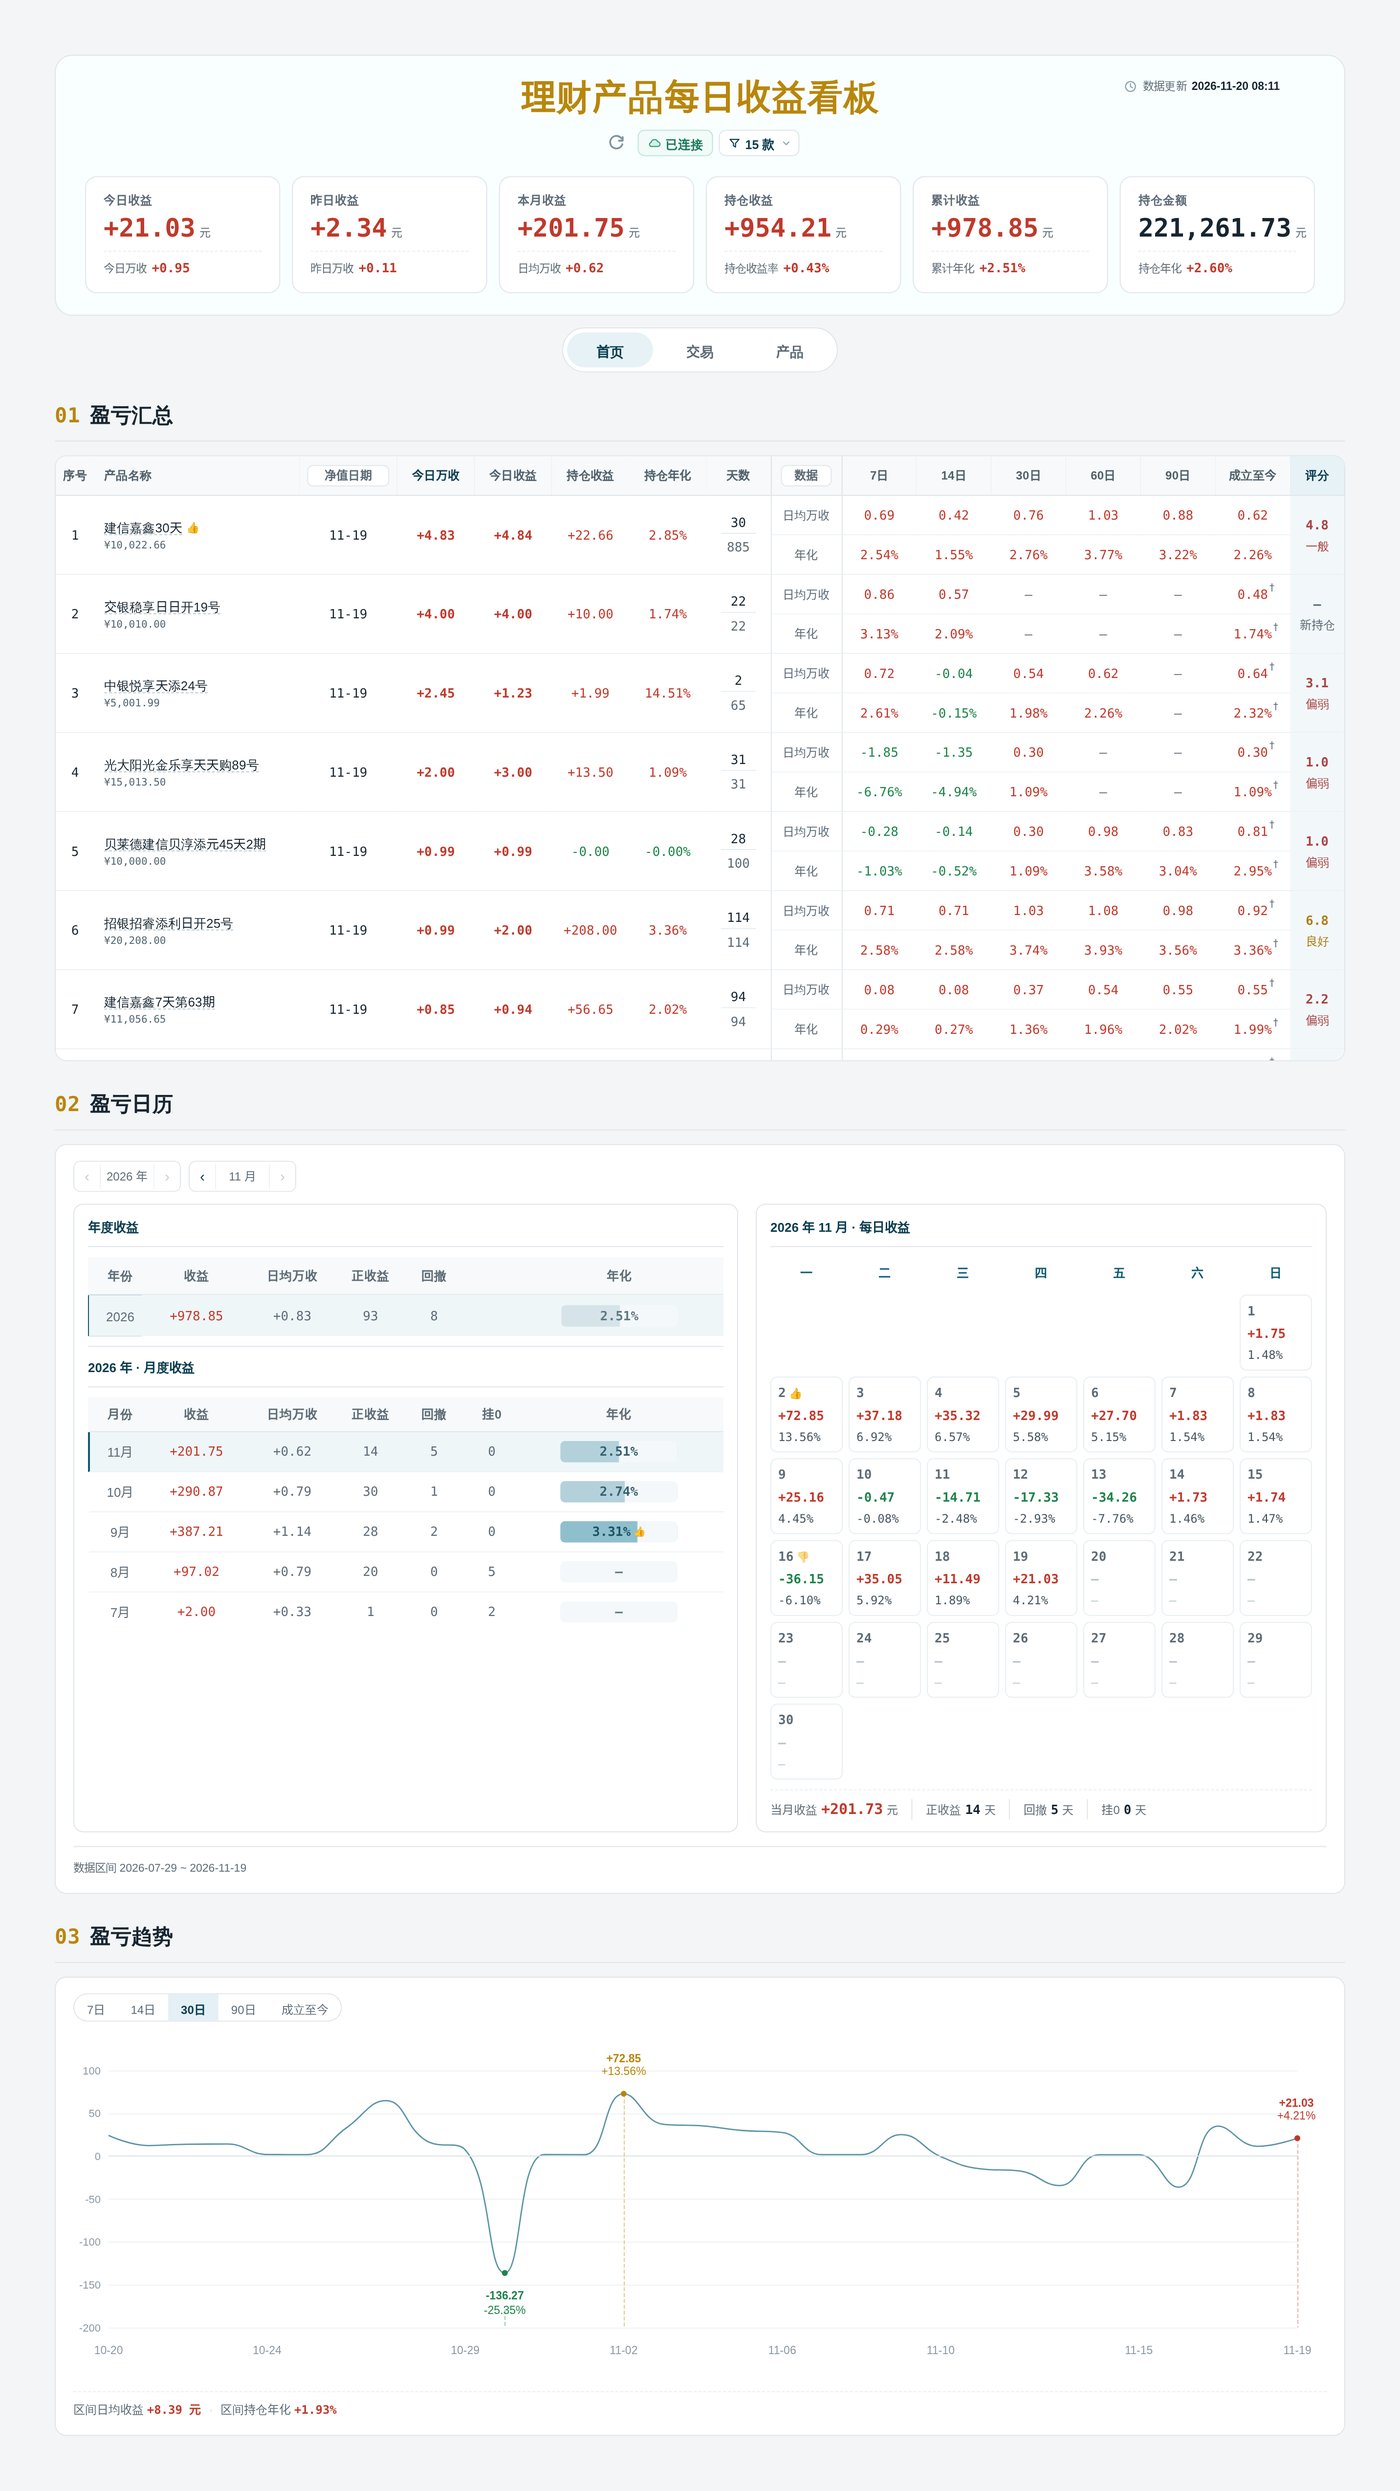 理财产品每日收益看板
数据更新 2026-11-20 08:11
已连接 15 款
今日收益 昨日收益 本月收益 持仓收益 累计收益 持仓金额
+21.03 元 +2.34 元 +201.75 元 +954.21 元 +978.85 元 221,261.73 元
今日万收 +0.95 昨日万收 +0.11 日均万收 +0.62 持仓收益率 +0.43% 累计年化 +2.51% 持仓年化 +2.60%
首页 交易 产品
01 盈亏汇总
序号 产品名称 净值日期 今日万收 今日收益 持仓收益 持仓年化 天数 数据 7日 14日 30日 60日 90日 成立至今 评分
1 建信嘉鑫30天👍 ¥10,022.66 11-19 +4.83 +4.84 +22.66 2.85% 30 885
日均万收 0.69 0.42 0.76 1.03 0.88 0.62 4.8
年化 2.54% 1.55% 2.76% 3.77% 3.22% 2.26% 一般
2 交银稳享日日开19号 ¥10,010.00 11-19 +4.00 +4.00 +10.00 1.74% 22 22
日均万收 0.86 0.57 — — — 0.48† —
年化 3.13% 2.09% — — — 1.74%† 新持仓
3 中银悦享天添24号 ¥5,001.99 11-19 +2.45 +1.23 +1.99 14.51% 2 65
日均万收 0.72 -0.04 0.54 0.62 — 0.64† 3.1
年化 2.61% -0.15% 1.98% 2.26% — 2.32%† 偏弱
4 光大阳光金乐享天天购89号 ¥15,013.50 11-19 +2.00 +3.00 +13.50 1.09% 31 31
日均万收 -1.85 -1.35 0.30 — — 0.30† 1.0
年化 -6.76% -4.94% 1.09% — — 1.09%† 偏弱
5 贝莱德建信贝淳添元45天2期 ¥10,000.00 11-19 +0.99 +0.99 -0.00 -0.00% 28 100
日均万收 -0.28 -0.14 0.30 0.98 0.83 0.81† 1.0
年化 -1.03% -0.52% 1.09% 3.58% 3.04% 2.95%† 偏弱
6 招银招睿添利日开25号 ¥20,208.00 11-19 +0.99 +2.00 +208.00 3.36% 114 114
日均万收 0.71 0.71 1.03 1.08 0.98 0.92† 6.8
年化 2.58% 2.58% 3.74% 3.93% 3.56% 3.36%† 良好
7 建信嘉鑫7天第63期 ¥11,056.65 11-19 +0.85 +0.94 +56.65 2.02% 94 94
日均万收 0.08 0.08 0.37 0.54 0.55 0.55† 2.2
年化 0.29% 0.27% 1.36% 1.96% 2.02% 1.99%† 偏弱
02 盈亏日历
‹ 2026 年 › ‹ 11 月 ›
年度收益
年份 收益 日均万收 正收益 回撤 年化
2026 +978.85 +0.83 93 8 2.51%
2026 年 · 月度收益
月份 收益 日均万收 正收益 回撤 挂0 年化
11月 +201.75 +0.62 14 5 0 2.51%
10月 +290.87 +0.79 30 1 0 2.74%
9月 +387.21 +1.14 28 2 0 3.31%👍
8月 +97.02 +0.79 20 0 5 —
7月 +2.00 +0.33 1 0 2 —
2026 年 11 月 · 每日收益
一 二 三 四 五 六 日
1
+1.75
1.48%
2👍 3 4 5 6 7 8
+72.85 +37.18 +35.32 +29.99 +27.70 +1.83 +1.83
13.56% 6.92% 6.57% 5.58% 5.15% 1.54% 1.54%
9 10 11 12 13 14 15
+25.16 -0.47 -14.71 -17.33 -34.26 +1.73 +1.74
4.45% -0.08% -2.48% -2.93% -7.76% 1.46% 1.47%
16👎 17 18 19 20 21 22
-36.15 +35.05 +11.49 +21.03 — — —
-6.10% 5.92% 1.89% 4.21% — — —
23 24 25 26 27 28 29
— — — — — — —
— — — — — — —
30
—
—
当月收益 +201.73 元 正收益 14 天 回撤 5 天 挂0 0 天
数据区间 2026-07-29 ~ 2026-11-19
03 盈亏趋势
7日 14日 30日 90日 成立至今
+72.85
+13.56%
100
+21.03
+4.21%
50
0
-50
-100
-150
-136.27
-25.35%
-200
10-20 10-24 10-29 11-02 11-06 11-10 11-15 11-19
区间日均收益 +8.39 元 · 区间持仓年化 +1.93%